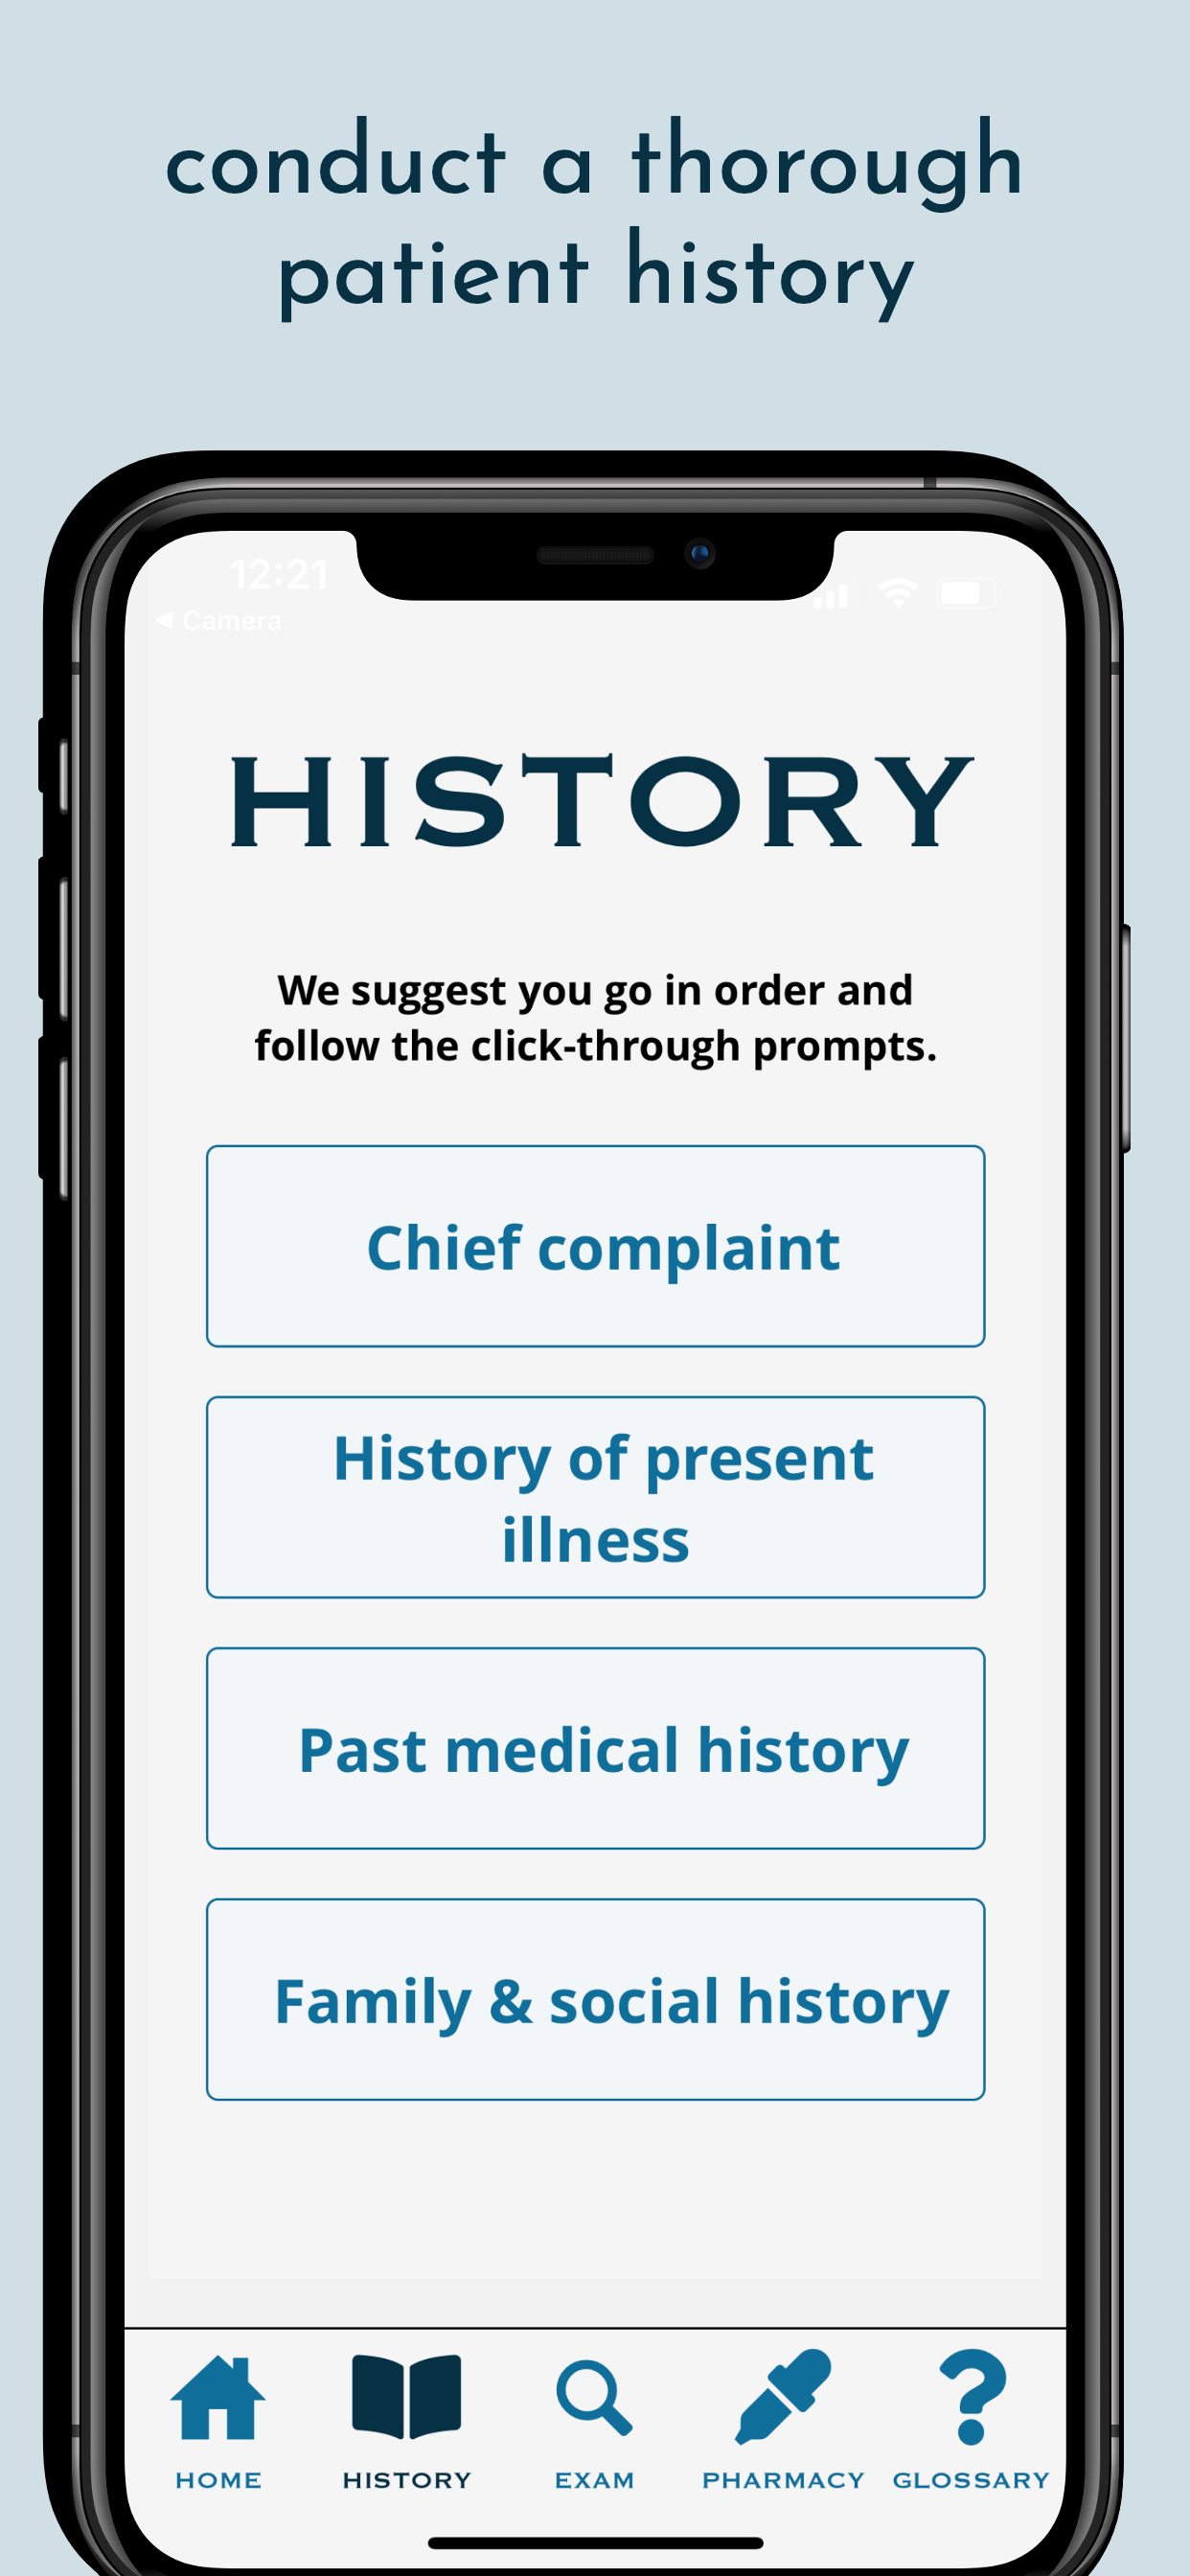 conduct a thorough
patient history
12:21
◀ Camera
HISTORY
We suggest you go in order and
follow the click-through prompts.
Chief complaint
History of present
illness
Past medical history
Family & social history
HOME
HISTORY
EXAM
PHARMACY
GLOSSARY